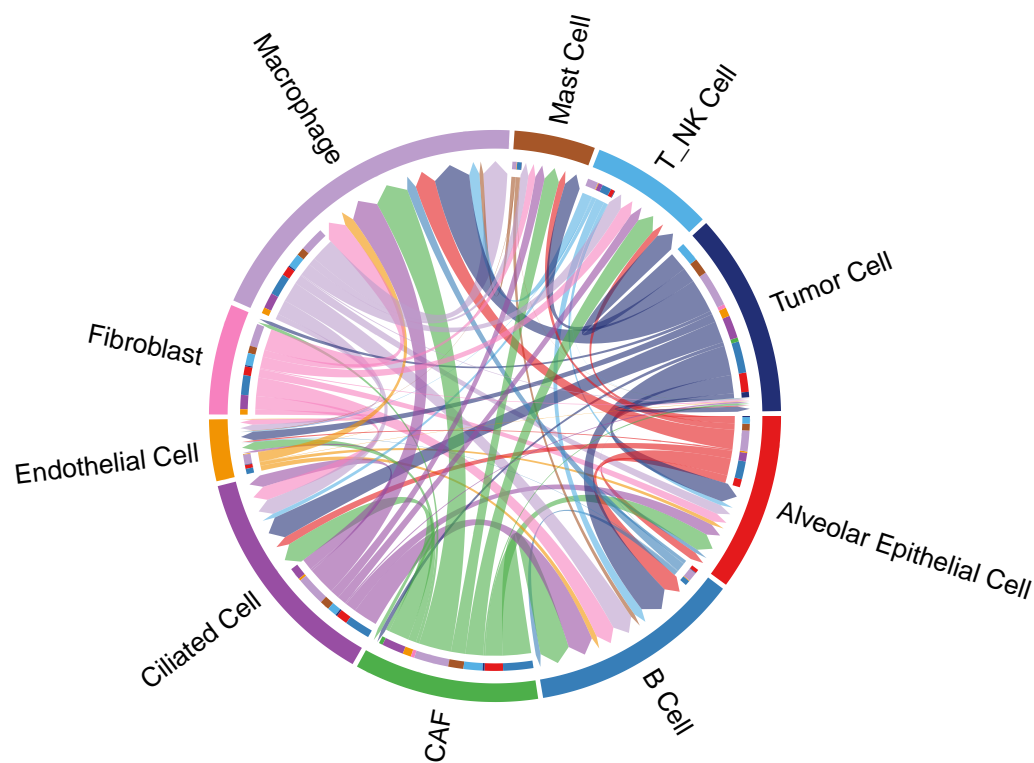 Mast Cell
Macrophage
T_NK Cell
Tumor Cell
Fibroblast
Endothelial Cell
Alveolar Epithelial Cell
Ciliated Cell
B Cell
CAF